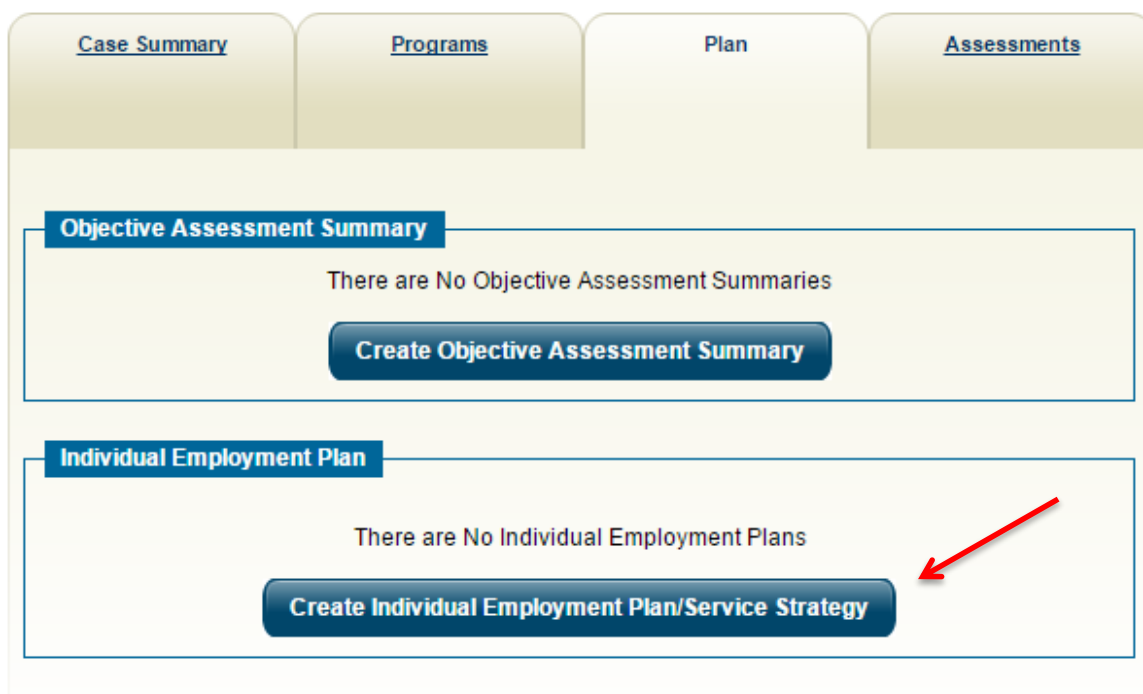 Case Summary
Programs
Plan
Assessments
Objective Assessment Summary
There are No Objective Assessment Summaries
Create Objective Assessment Summary
Individual Employment Plan
There are No Individual Employment Plans
Create Individual Employment Plan/Service Strategy